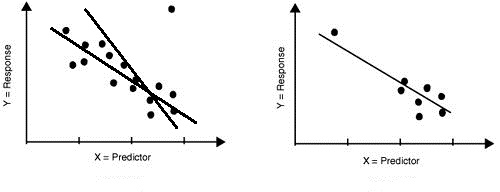 Y = Response
X = Predictor
Y = Response
X = Predictor